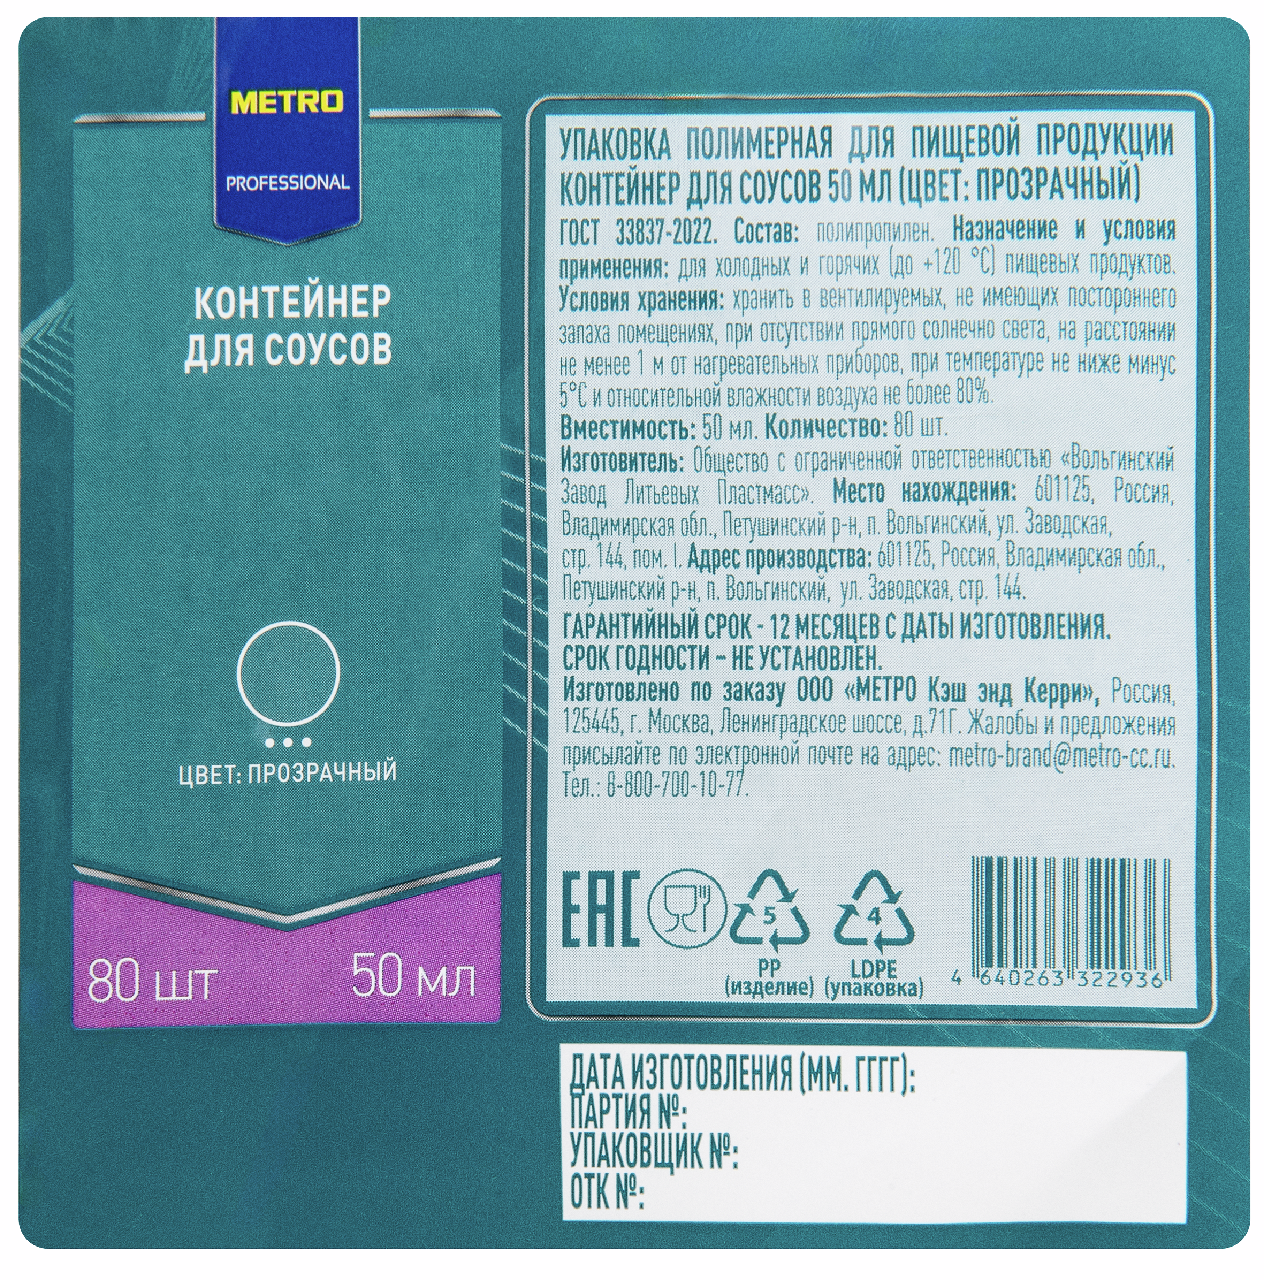 METRO
PROFESSIONAL
КОНТЕЙНЕР
ДЛЯ СОУСОВ
ЦВЕТ: ПРОЗРАЧНЫЙ
80 шт
50 мл
УПАКОВКА ПОЛИМЕРНАЯ ДЛЯ ПИЩЕВОЙ ПРОДУКЦИИ
КОНТЕЙНЕР ДЛЯ СОУСОВ 50 МЛ (ЦВЕТ: ПРОЗРАЧНЫЙ)
ГОСТ 33837-2022. Состав: полипропилен. Назначение и условия
применения: для холодных и горячих (до +120 °С) пищевых продуктов.
Условия хранения: хранить в вентилируемых, не имеющих постороннего
запаха помещениях, при отсутствии прямого солнечно света, на расстоянии
не менее 1 м от нагревательных приборов, при температуре не ниже минус
5°С и относительной влажности воздуха не более 80%.
Вместимость: 50 мл. Количество: 80 шт.
Изготовитель: Общество с ограниченной ответственностью «Вольгинский
Завод Литьевых Пластмасс». Место нахождения: 601125, Россия,
Владимирская обл., Петушинский р-н, п. Вольгинский, ул. Заводская,
стр. 144, пом. I. Адрес производства: 601125, Россия, Владимирская обл.,
Петушинский р-н, п. Вольгинский, ул. Заводская, стр. 144.
ГАРАНТИЙНЫЙ СРОК - 12 МЕСЯЦЕВ С ДАТЫ ИЗГОТОВЛЕНИЯ.
СРОК ГОДНОСТИ – НЕ УСТАНОВЛЕН.
Изготовлено по заказу ООО «МЕТРО Кэш энд Керри», Россия,
125445, г. Москва, Ленинградское шоссе, д.71Г. Жалобы и предложения
присылайте по электронной почте на адрес: metro-brand@metro-cc.ru.
Тел.: 8-800-700-10-77.
ЕАС
5
4
PP
(изделие)
LDPE
(упаковка)
4 640263 322936
ДАТА ИЗГОТОВЛЕНИЯ (ММ. ГГГГ):
ПАРТИЯ №:
УПАКОВЩИК №:
ОТК №: